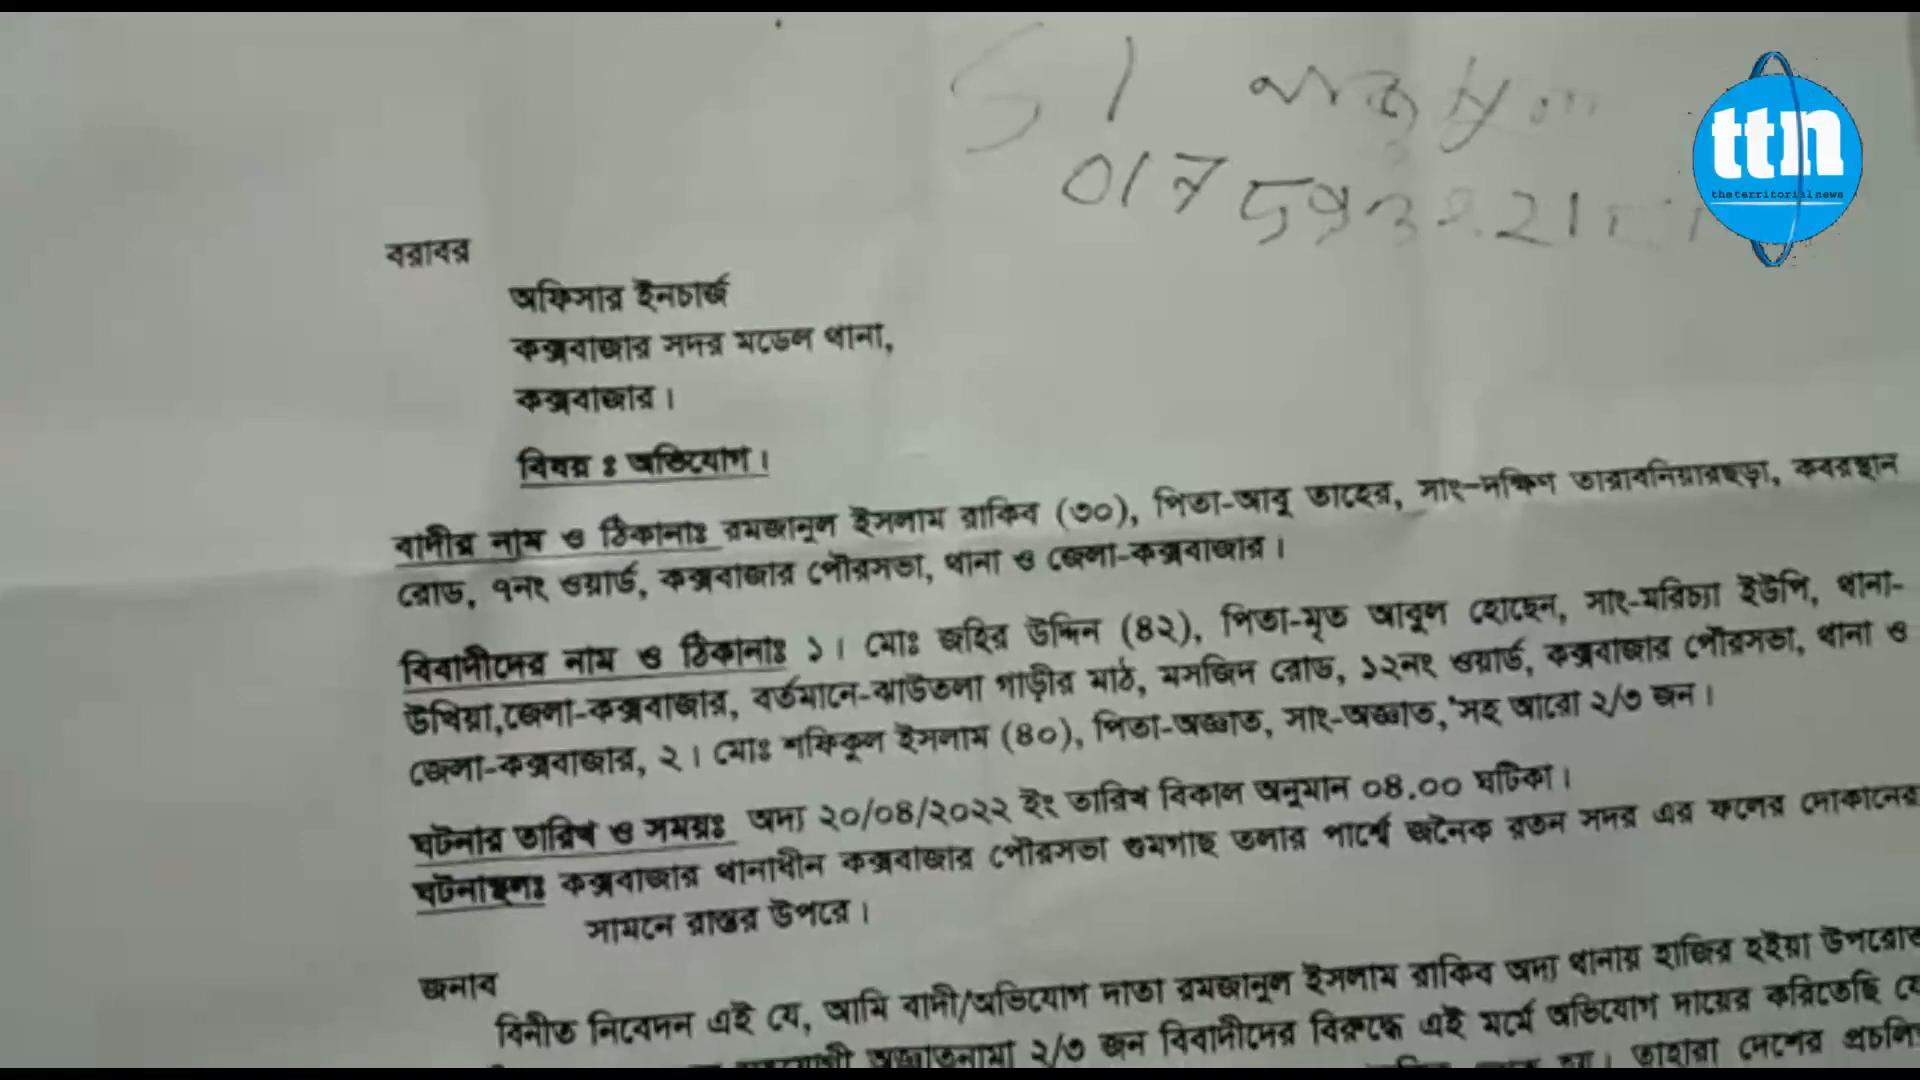 ttn
theterritorialnews
বরাবর
অফিসার ইনচার্জ
কক্সবাজার সদর মডেল থানা,
কক্সবাজার।
বিষয় ঃ অভিযোগ।
বাদীর নাম ও ঠিকানাঃ রমজানুল ইসলাম রাকিব (৩০), পিতা-আবু তাহের, সাং-দক্ষিণ তারাবনিয়ারছড়া, কবরস্থান
রোড, ৭নং ওয়ার্ড, কক্সবাজার পৌরসভা, থানা ও জেলা-কক্সবাজার।
বিবাদীদের নাম ও ঠিকানাঃ ১। মোঃ জহির উদ্দিন (৪২), পিতা-মৃত আবুল হোছেন, সাং-মরিচ্যা ইউপি, থানা-
উখিয়া,জেলা-কক্সবাজার, বর্তমানে-ঝাউতলা গাড়ীর মাঠ, মসজিদ রোড, ১২নং ওয়ার্ড, কক্সবাজার পৌরসভা, থানা ও
জেলা-কক্সবাজার, ২। মোঃ শফিকুল ইসলাম (৪০), পিতা-অজ্ঞাত, সাং-অজ্ঞাত, সহ আরো ২/৩ জন।
ঘটনার তারিখ ও সময়ঃ অদ্য ২০/০৪/২০২২ ইং তারিখ বিকাল অনুমান ০৪.০০ ঘটিকা।
ঘটনাস্থলঃ কক্সবাজার থানাধীন কক্সবাজার পৌরসভা গুমগাছ তলার পার্শ্বে জনৈক রতন সদর এর ফলের দোকানের
সামনে রাস্তার উপরে।
জনাব
বিনীত নিবেদন এই যে, আমি বাদী/অভিযোগ দাতা রমজানুল ইসলাম রাকিব অদ্য থানায় হাজির হইয়া উপরোক্ত
অজ্ঞাতনামা ২/৩ জন বিবাদীদের বিরুদ্ধে এই মর্মে অভিযোগ দায়ের করিতেছি যে
তাহারা দেশের